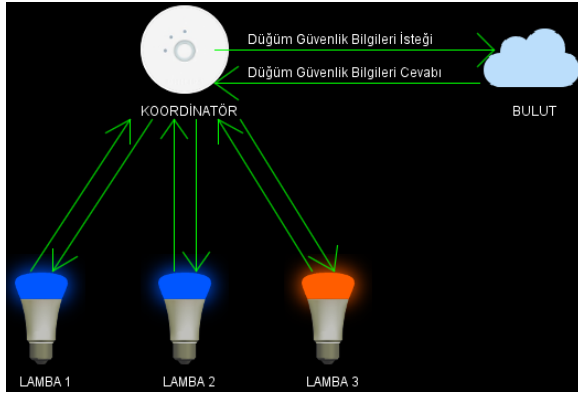 Düğüm Güvenlik Bilgileri İsteği
Düğüm Güvenlik Bilgileri Cevabı
KOORDİNATÖR
BULUT
LAMBA 1
LAMBA 2
LAMBA 3